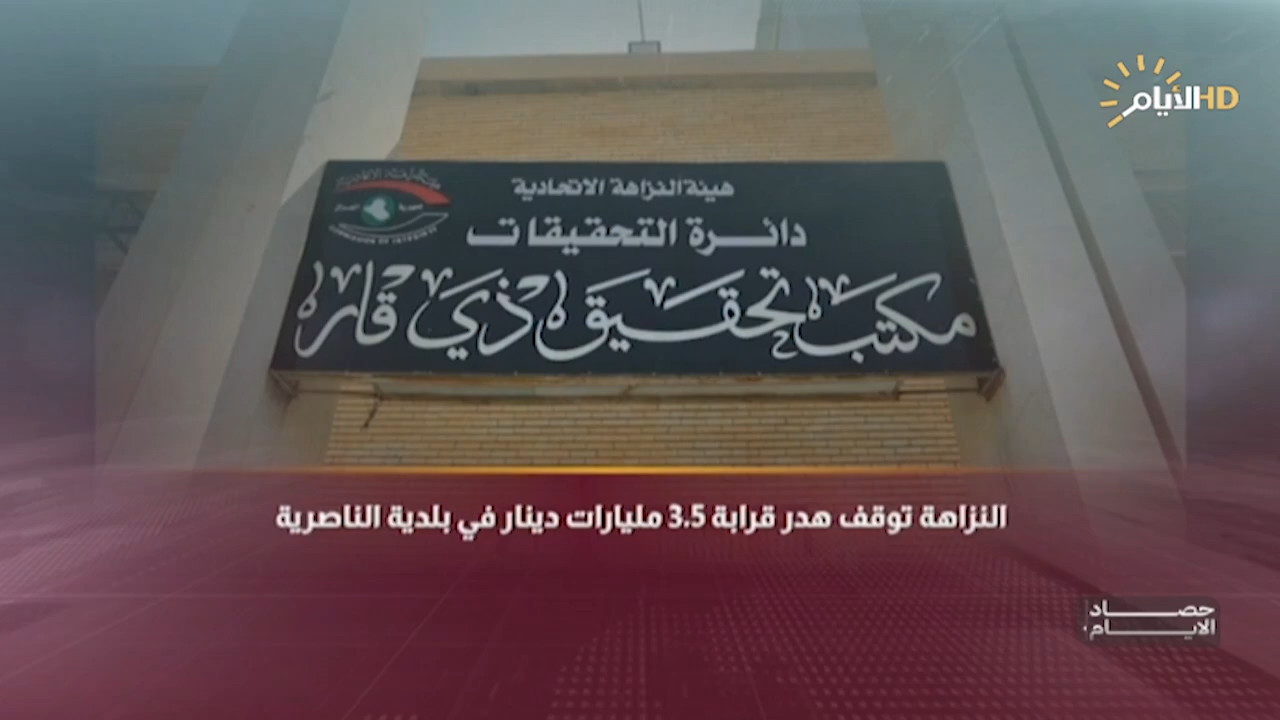 الأيام HD
هيئة النزاهة الاتحادية
دائرة التحقيقات
مكتب تحقيق ذي قار
النزاهة توقف هدر قرابة 3.5 مليارات دينار في بلدية الناصرية
حصاد
الايام